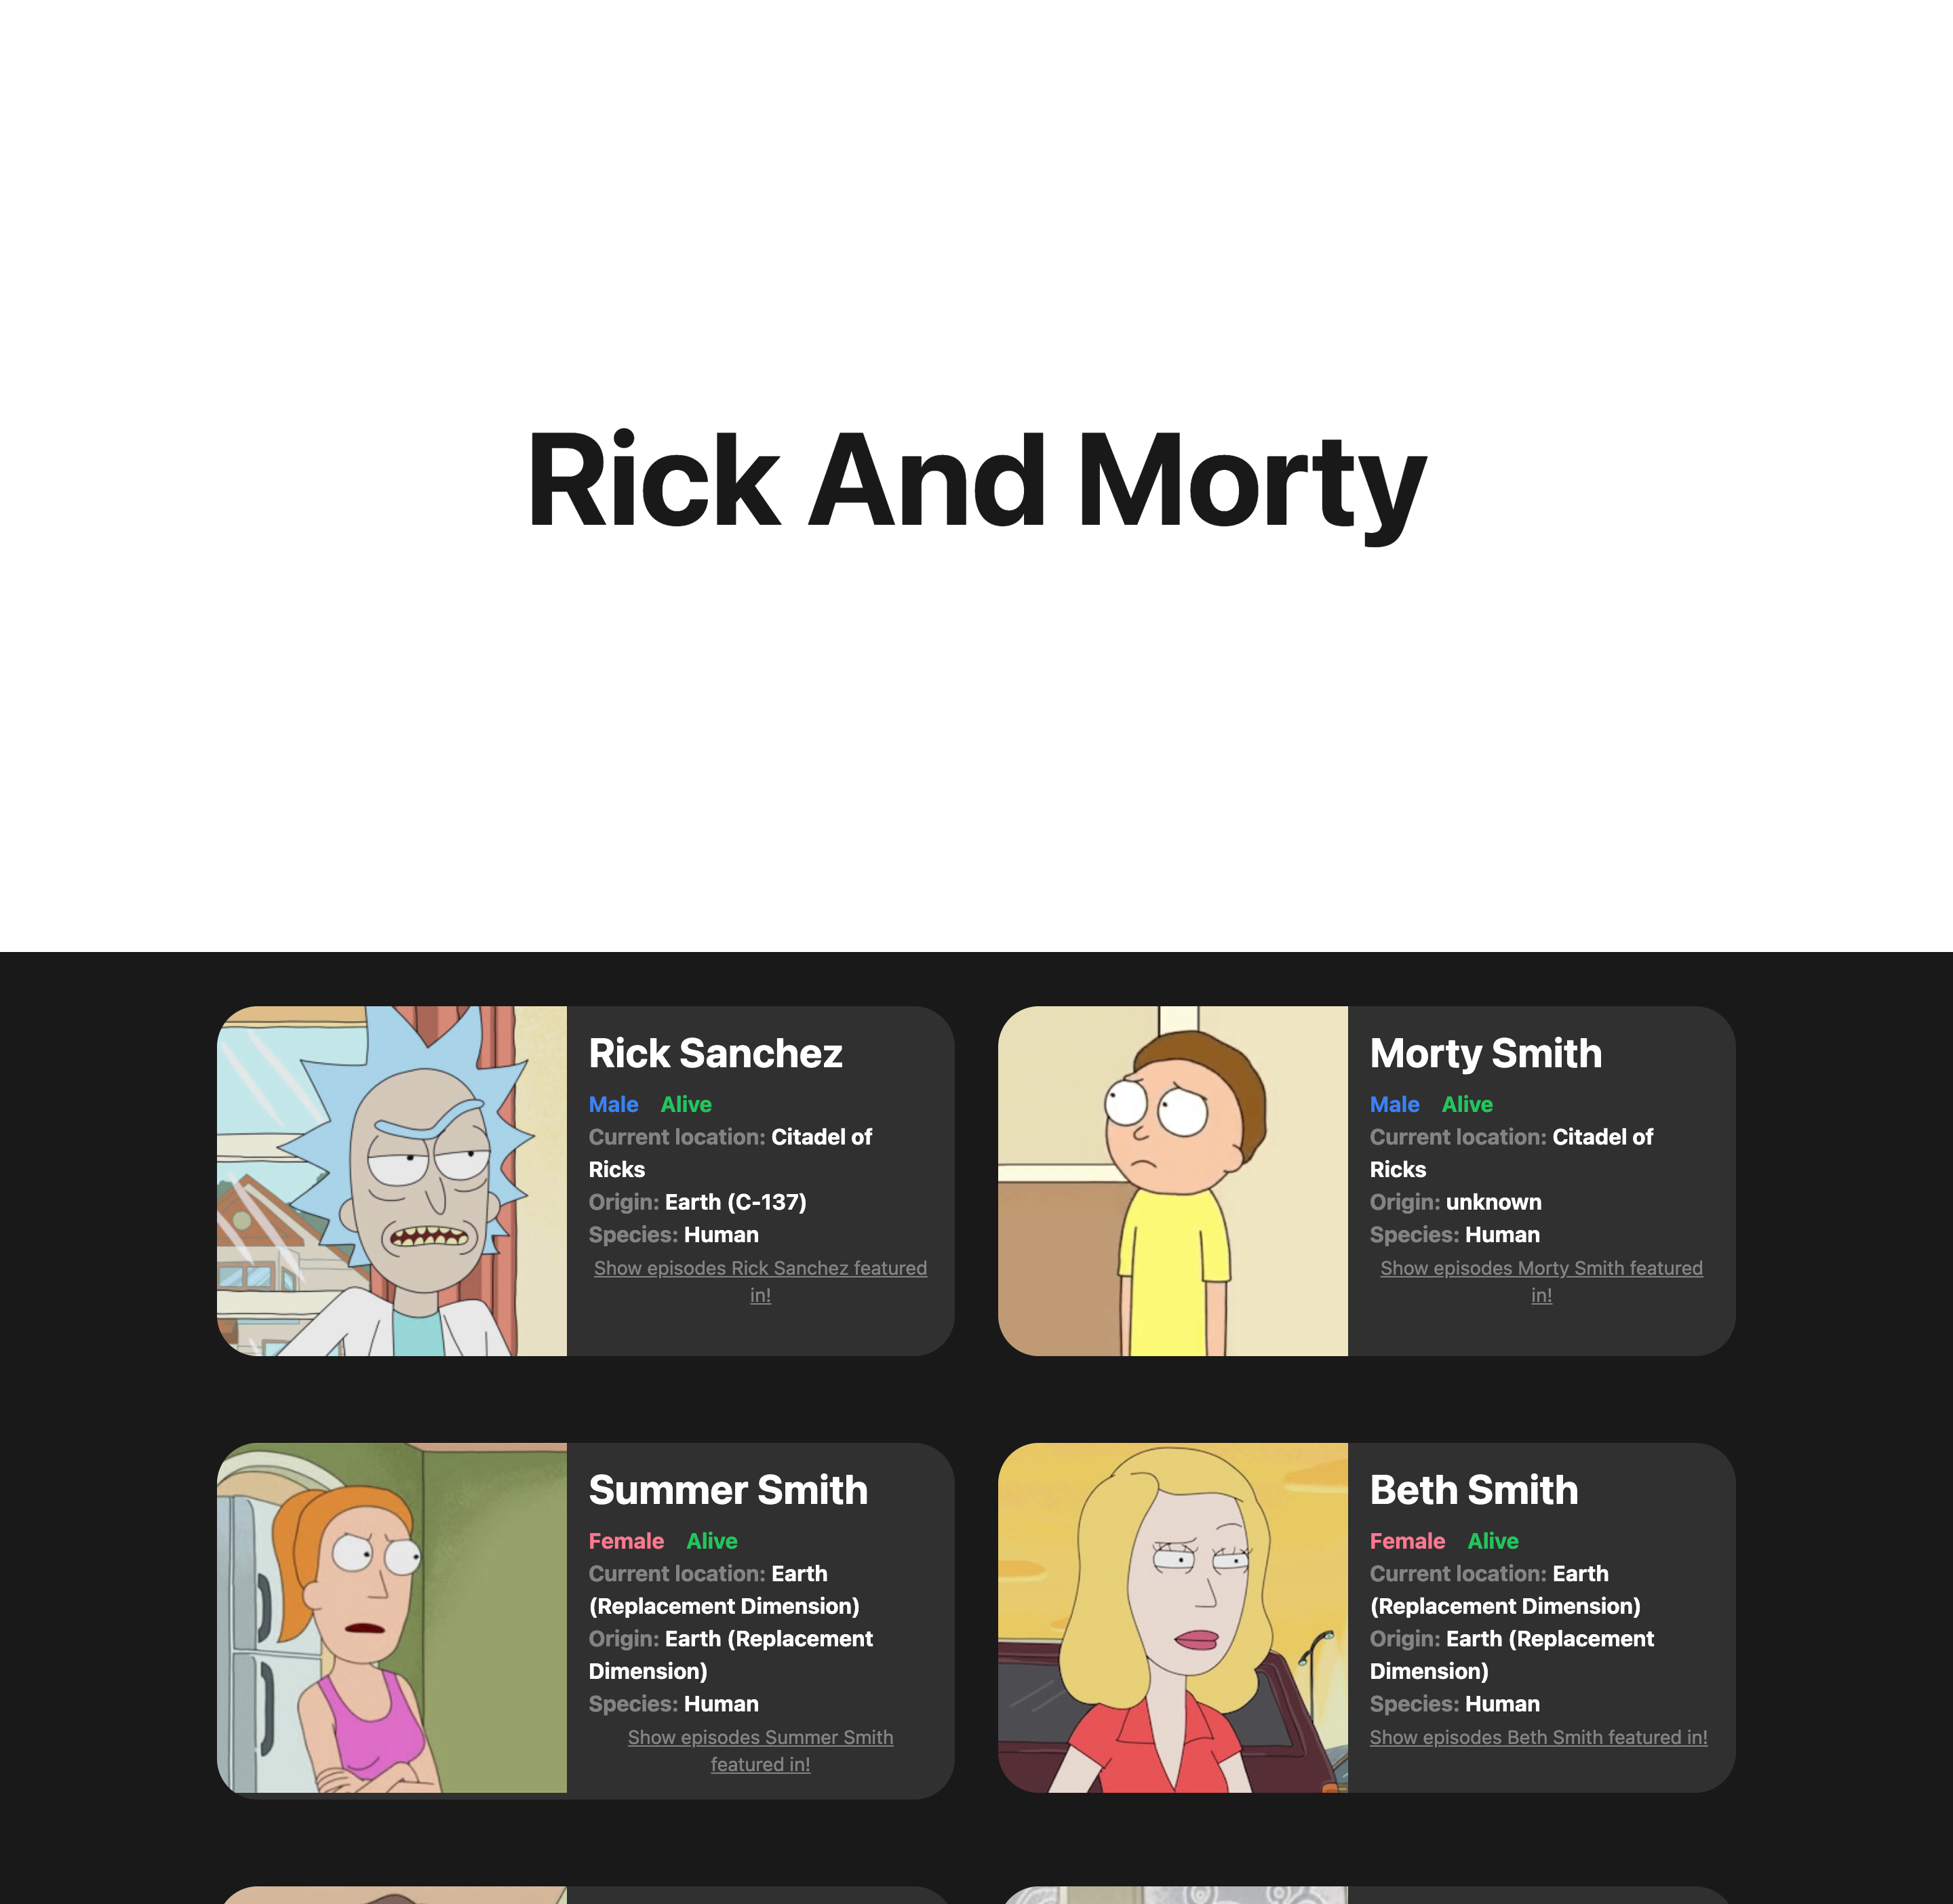 Rick And Morty
Rick Sanchez
Male Alive
Current location: Citadel of
Ricks
Origin: Earth (C-137)
Species: Human
Show episodes Rick Sanchez featured
in!
Morty Smith
Male Alive
Current location: Citadel of
Ricks
Origin: unknown
Species: Human
Show episodes Morty Smith featured
in!
Summer Smith
Female Alive
Current location: Earth
(Replacement Dimension)
Origin: Earth (Replacement
Dimension)
Species: Human
Show episodes Summer Smith
featured in!
Beth Smith
Female Alive
Current location: Earth
(Replacement Dimension)
Origin: Earth (Replacement
Dimension)
Species: Human
Show episodes Beth Smith featured in!